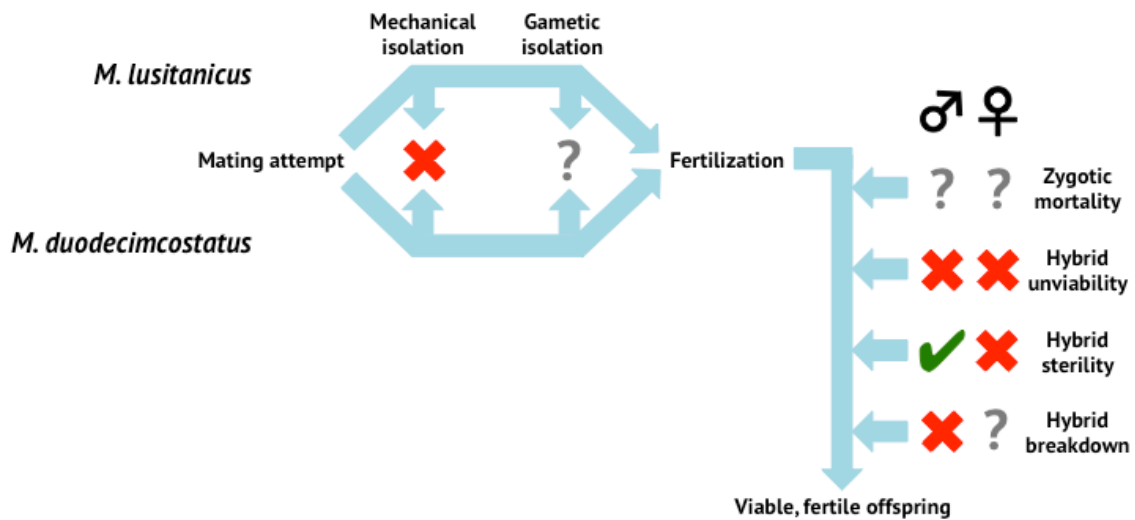 Mechanical
isolation
Gametic
isolation
M. lusitanicus
♂ ♀
Mating attempt
?
Fertilization
? ?
Zygotic
mortality
M. duodecimcostatus
Hybrid
unviability
Hybrid
sterility
?
Hybrid
breakdown
Viable, fertile offspring